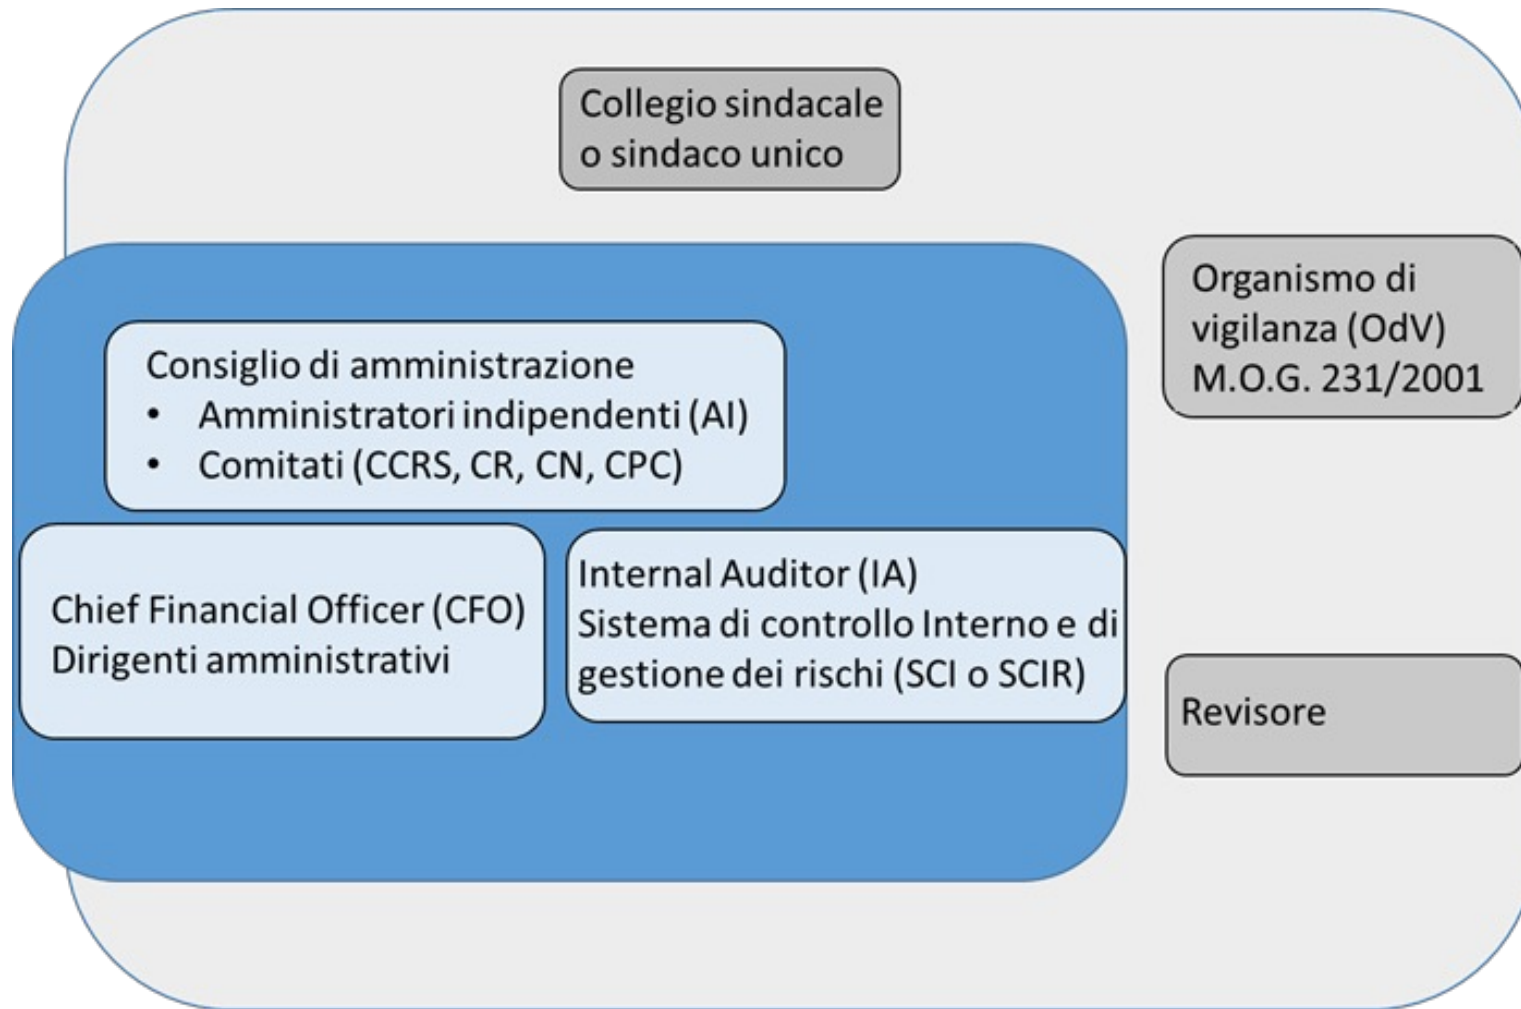 Collegio sindacale
o sindaco unico
Organismo di
vigilanza (OdV)
M.O.G. 231/2001
Consiglio di amministrazione
• Amministratori indipendenti (AI)
• Comitati (CCRS, CR, CN, CPC)
Chief Financial Officer (CFO)
Dirigenti amministrativi
Internal Auditor (IA)
Sistema di controllo Interno e di
gestione dei rischi (SCI o SCIR)
Revisore